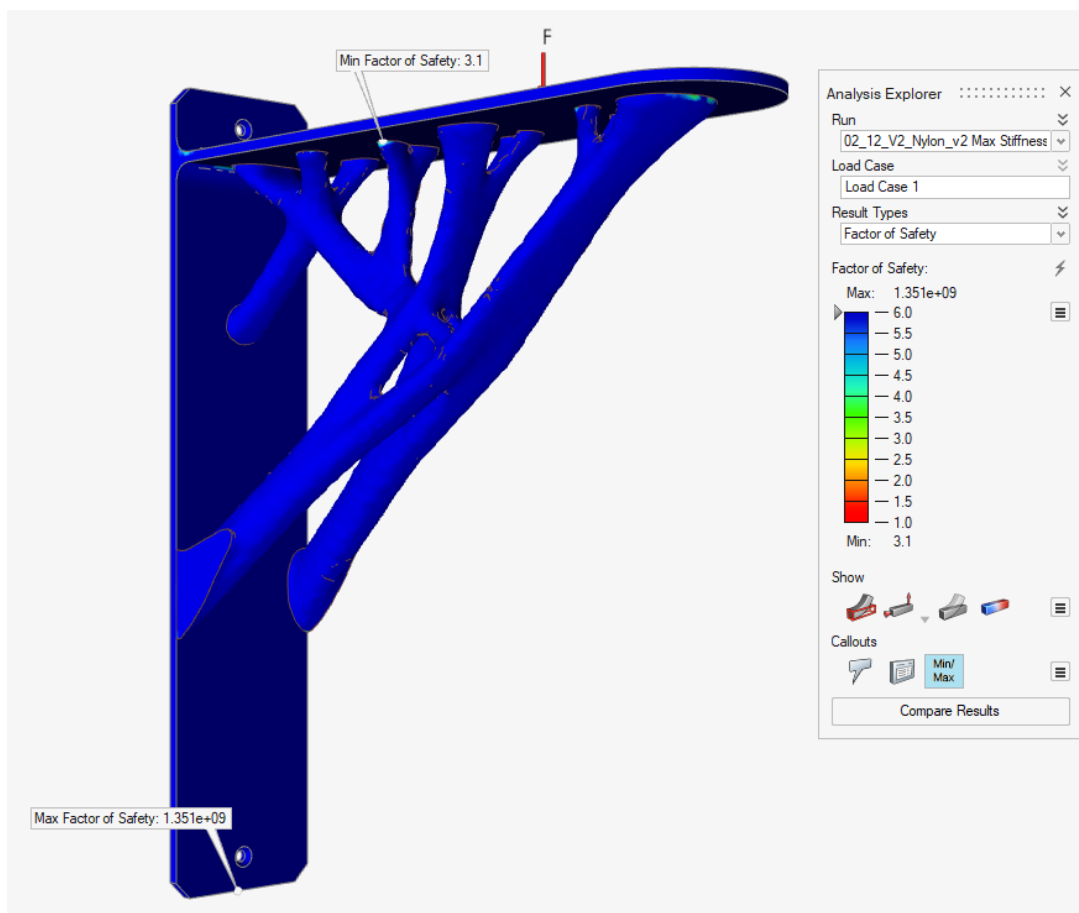 F
Min Factor of Safety: 3.1
Max Factor of Safety: 1.351e+09
Analysis Explorer
Run
02_12_V2_Nylon_v2 Max Stiffness
Load Case
Load Case 1
Result Types
Factor of Safety
Factor of Safety:
Max: 1.351e+09
6.0
5.5
5.0
4.5
4.0
3.5
3.0
2.5
2.0
1.5
1.0
Min: 3.1
Show
Callouts
Min/
Max
Compare Results